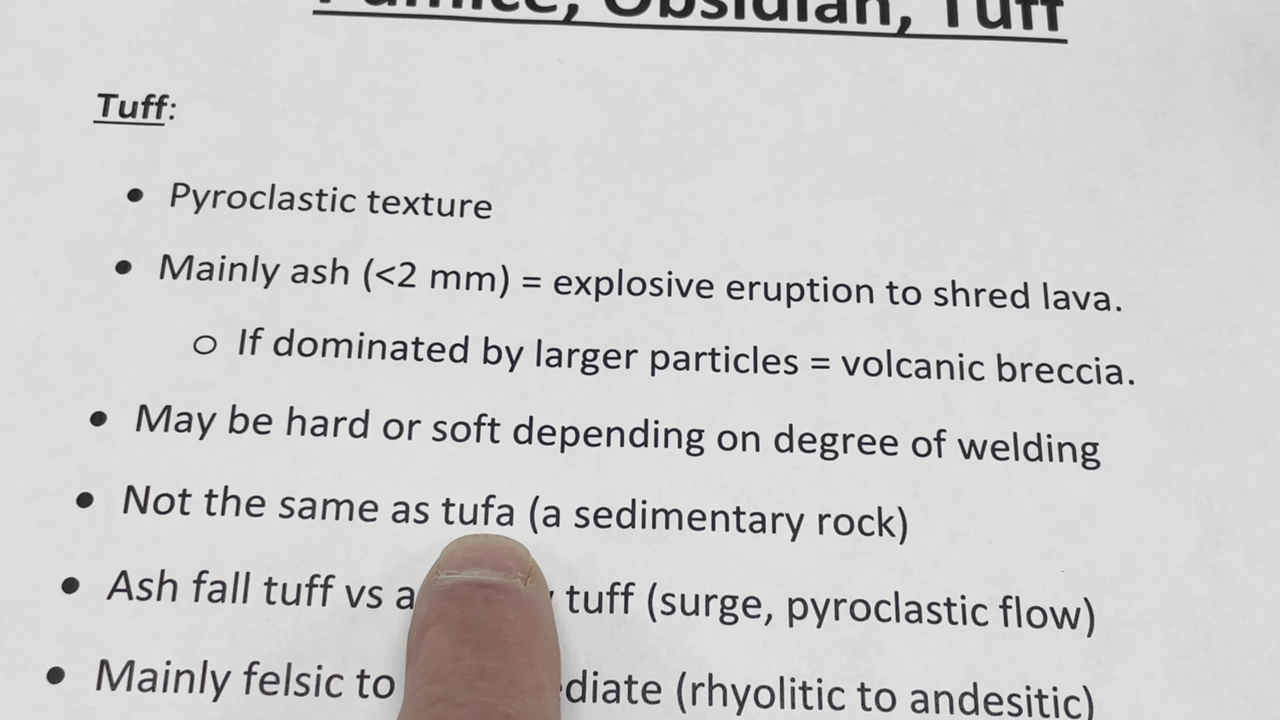 Pumice, Obsidian, Tuff
Tuff:
• Pyroclastic texture
• Mainly ash (<2 mm) = explosive eruption to shred lava.
o If dominated by larger particles = volcanic breccia.
• May be hard or soft depending on degree of welding
• Not the same as tufa (a sedimentary rock)
• Ash fall tuff vs tuff (surge, pyroclastic flow)
• Mainly felsic to (rhyolitic to andesitic)